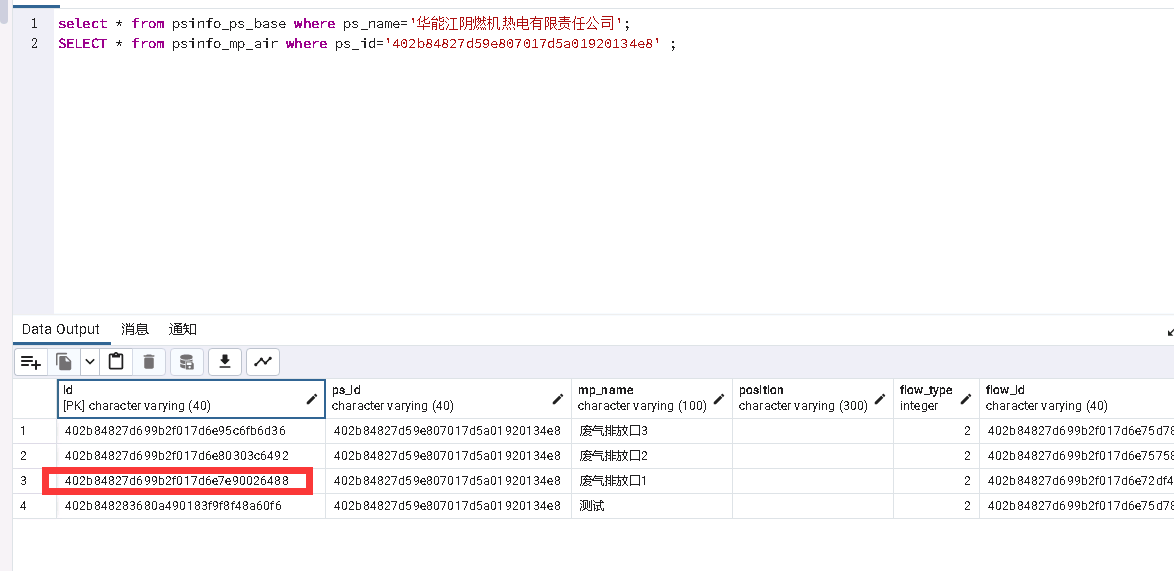 1 select * from psinfo_ps_base where ps_name='华能江阴燃机热电有限责任公司';
2 SELECT * from psinfo_mp_air where ps_id='402b84827d59e807017d5a01920134e8' ;
Data Output 消息 通知
id ps_id mp_name position flow_type flow_id
[PK] character varying (40) character varying (40) character varying (100) character varying (300) integer character varying (40)
1 402b84827d699b2f017d6e95c6fb6d36 402b84827d59e807017d5a01920134e8 废气排放口3 2 402b84827d699b2f017d6e75d78
2 402b84827d699b2f017d6e80303c6492 402b84827d59e807017d5a01920134e8 废气排放口2 2 402b84827d699b2f017d6e75758
3 402b84827d699b2f017d6e7e90026488 402b84827d59e807017d5a01920134e8 废气排放口1 2 402b84827d699b2f017d6e72df4
4 402b848283680a490183f9f8f48a60f6 402b84827d59e807017d5a01920134e8 测试 2 402b84827d699b2f017d6e75d78